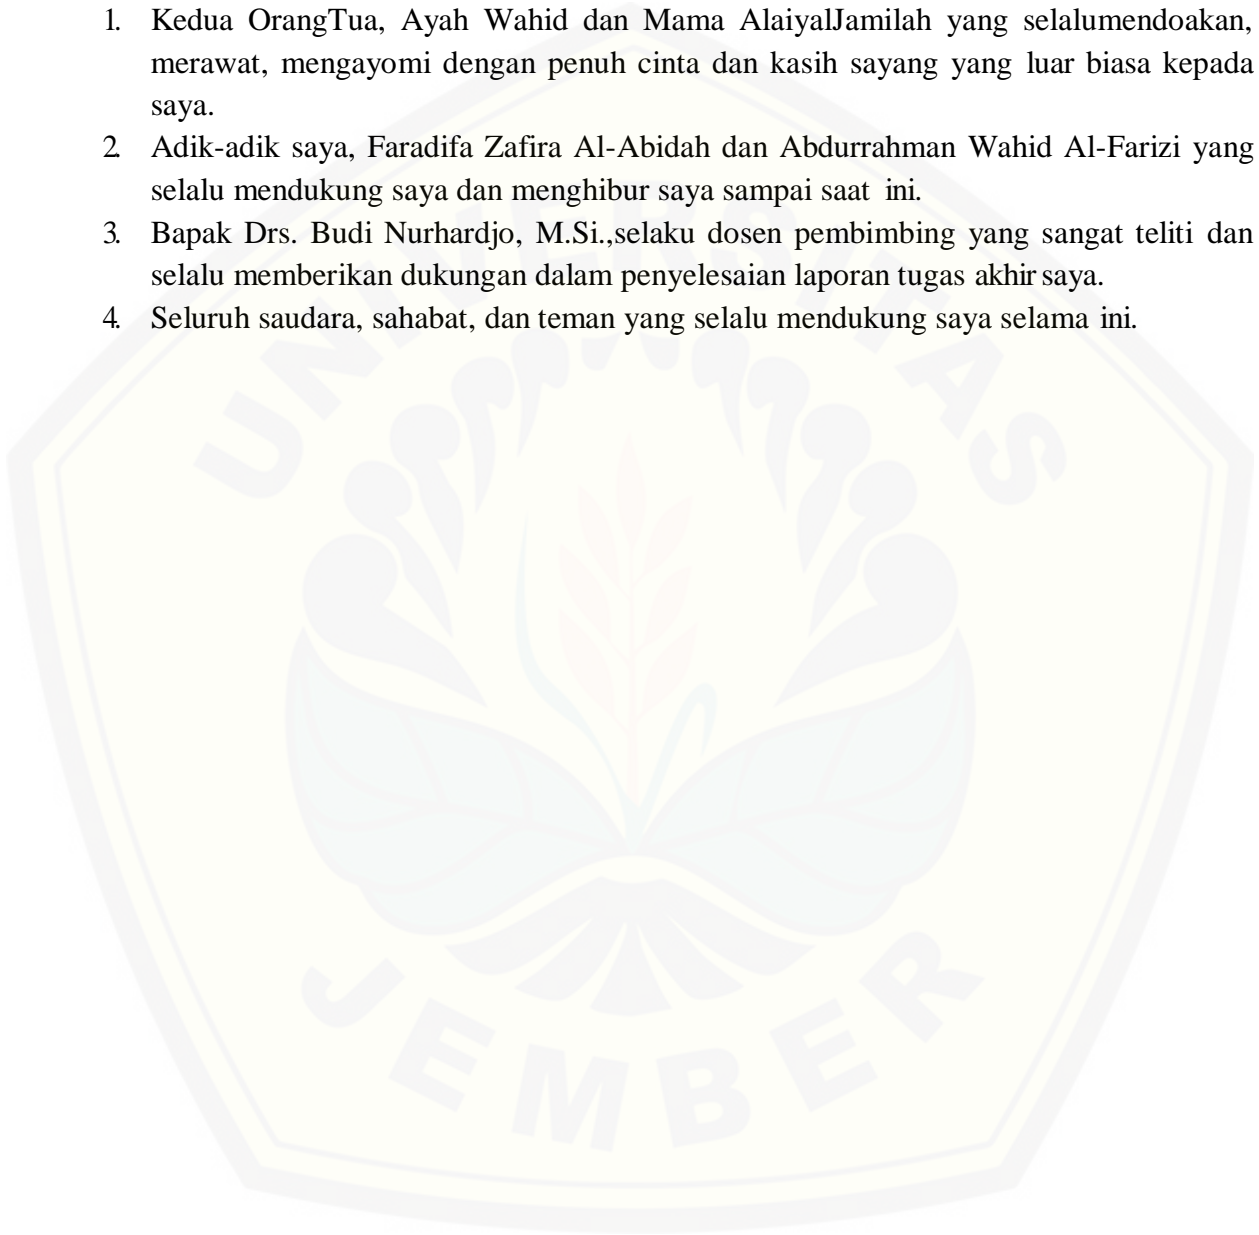 1. Kedua OrangTua, Ayah Wahid dan Mama AlaiyalJamilah yang selalumendoakan,
merawat, mengayomi dengan penuh cinta dan kasih sayang yang luar biasa kepada
saya.
2. Adik-adik saya, Faradifa Zafira Al-Abidah dan Abdurrahman Wahid Al-Farizi yang
selalu mendukung saya dan menghibur saya sampai saat ini.
3. Bapak Drs. Budi Nurhardjo, M.Si.,selaku dosen pembimbing yang sangat teliti dan
selalu memberikan dukungan dalam penyelesaian laporan tugas akhir saya.
4. Seluruh saudara, sahabat, dan teman yang selalu mendukung saya selama ini.
UNIVERSITAS
JEMBER